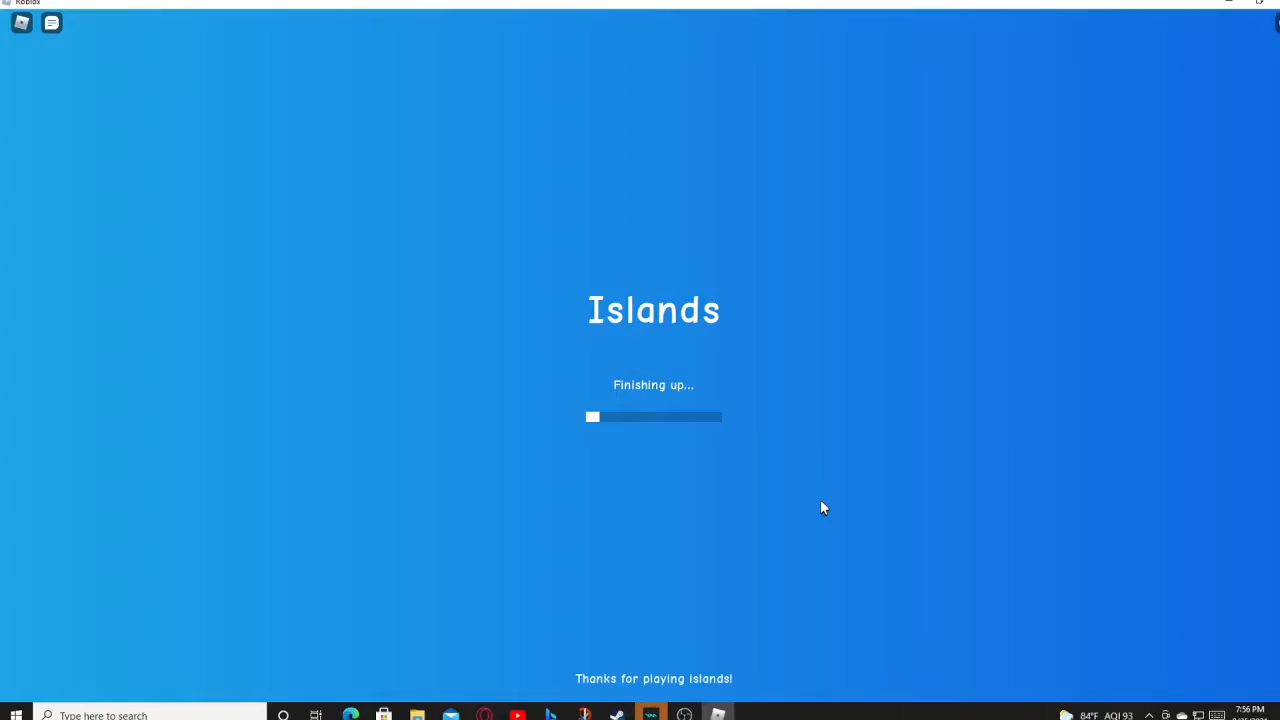 Roblox
Islands
Finishing up...
Thanks for playing islands!
Type here to search
84°F AQI 93
7:56 PM